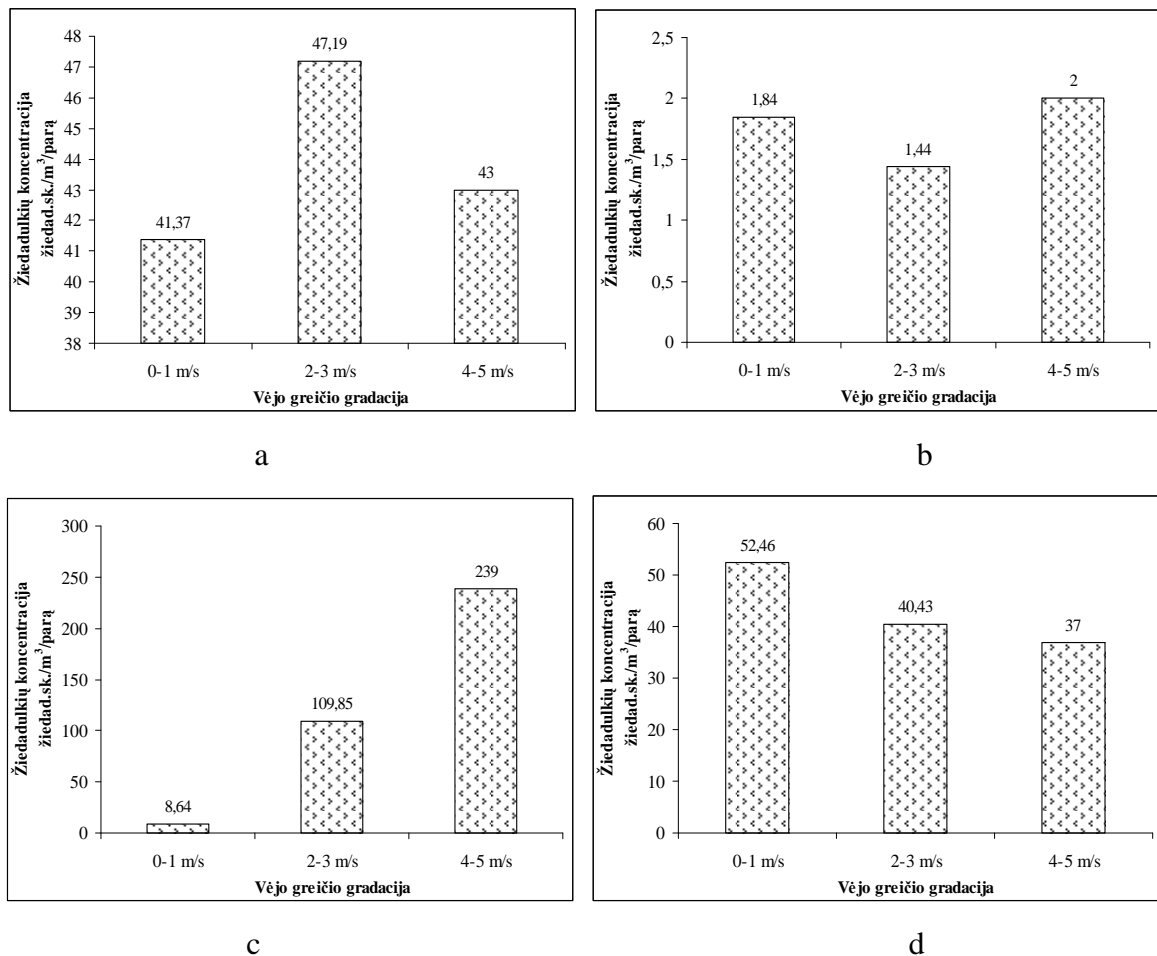 Žiedadulkių koncentracija
žiedad.sk./m³/parą
48
47
46
45
44
43
42
41
40
39
38
41,37
47,19
43
0-1 m/s
2-3 m/s
4-5 m/s
Vėjo greičio gradacija
a
Žiedadulkių koncentracija
žiedad.sk./m³/parą
2,5
2
1,5
1
0,5
0
1,84
1,44
2
0-1 m/s
2-3 m/s
4-5 m/s
Vėjo greičio gradacija
b
Žiedadulkių koncentracija
žiedad.sk./m³/parą
300
250
200
150
100
50
0
8,64
109,85
239
0-1 m/s
2-3 m/s
4-5 m/s
Vėjo greičio gradacija
c
Žiedadulkių koncentracija
žiedad.sk./m³/parą
60
50
40
30
20
10
0
52,46
40,43
37
0-1 m/s
2-3 m/s
4-5 m/s
Vėjo greičio gradacija
d